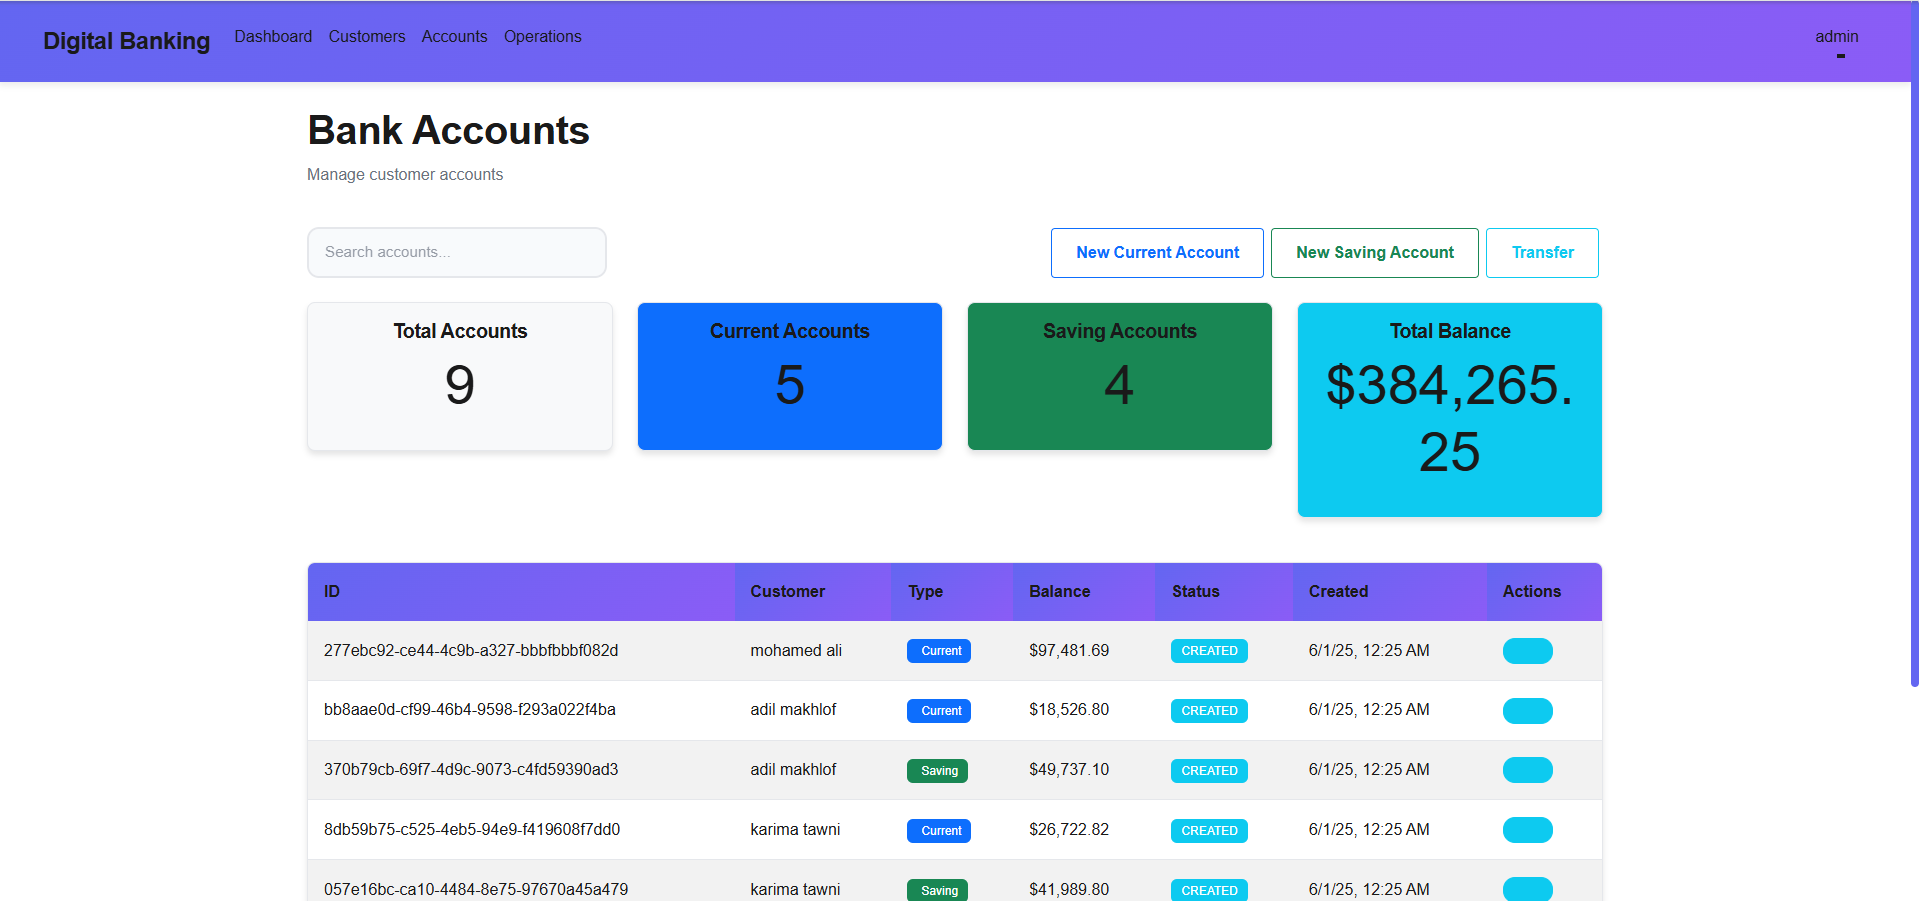 Digital Banking Dashboard Customers Accounts Operations admin
Bank Accounts
Manage customer accounts
Search accounts... New Current Account New Saving Account Transfer
Total Accounts Current Accounts Saving Accounts Total Balance
9 5 4 $384,265.
25
ID Customer Type Balance Status Created Actions
277ebc92-ce44-4c9b-a327-bbbfbbbf082d mohamed ali Current $97,481.69 CREATED 6/1/25, 12:25 AM
bb8aae0d-cf99-46b4-9598-f293a022f4ba adil makhlof Current $18,526.80 CREATED 6/1/25, 12:25 AM
370b79cb-69f7-4d9c-9073-c4fd59390ad3 adil makhlof Saving $49,737.10 CREATED 6/1/25, 12:25 AM
8db59b75-c525-4eb5-94e9-f419608f7dd0 karima tawni Current $26,722.82 CREATED 6/1/25, 12:25 AM
057e16bc-ca10-4484-8e75-97670a45a479 karima tawni Saving $41,989.80 CREATED 6/1/25, 12:25 AM